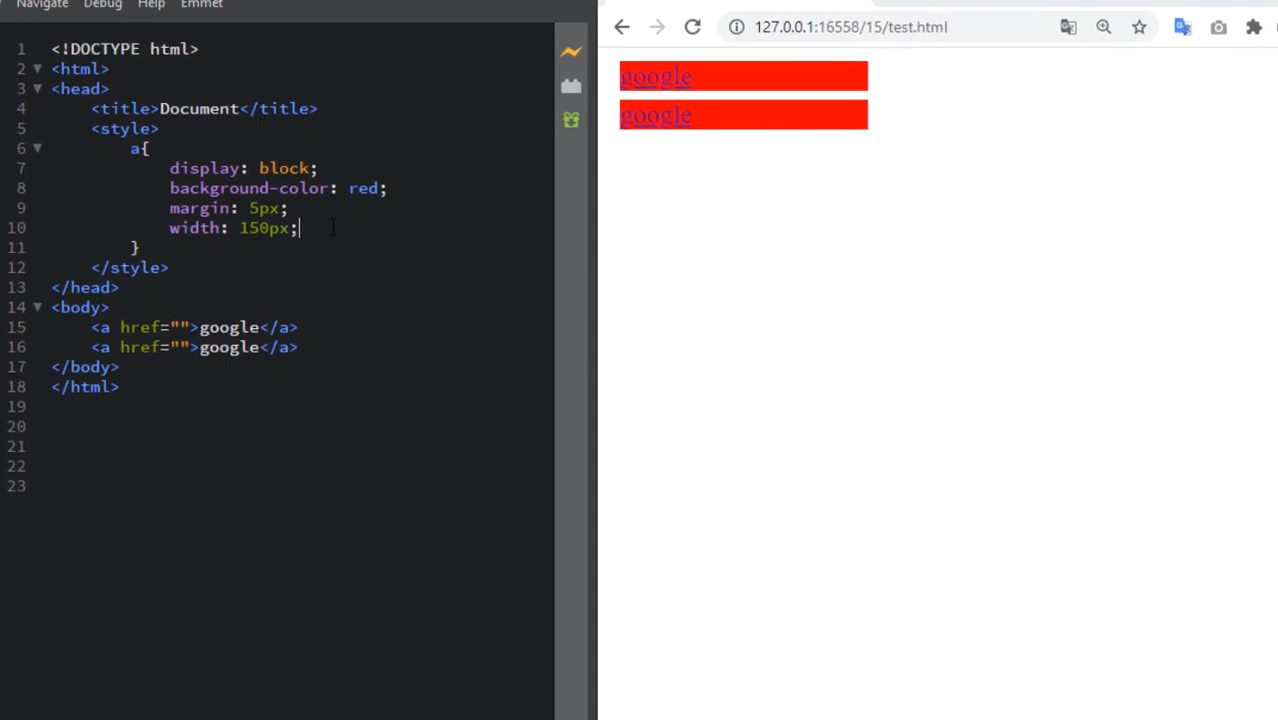 Navigate Debug Help Emmet
127.0.0.1:16558/15/test.html
1 <!DOCTYPE html>
2 <html>
3 <head>
4 <title>Document</title>
5 <style>
6 a{
7 display: block;
8 background-color: red;
9 margin: 5px;
10 width: 150px;
11 }
12 </style>
13 </head>
14 <body>
15 <a href="">google</a>
16 <a href="">google</a>
17 </body>
18 </html>
19
20
21
22
23
google
google